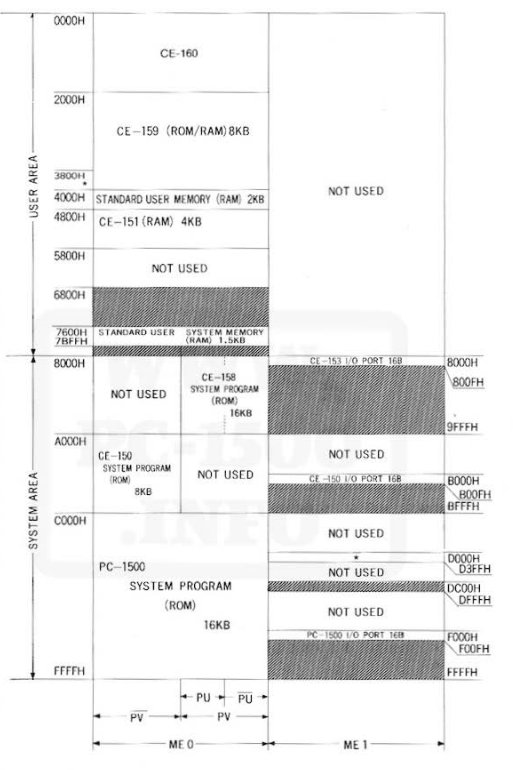 0000H
CE-160
2000H
CE-159 (ROM/RAM) 8KB
3800H
*
NOT USED
4000H
STANDARD USER MEMORY (RAM) 2KB
4800H
CE-151 (RAM) 4KB
5800H
NOT USED
6800H
7600H
STANDARD USER SYSTEM MEMORY
(RAM) 1.5KB
7BFFH
USER AREA
8000H
CE-153 I/O PORT 16B
8000H
800FH
NOT USED
CE-158
SYSTEM PROGRAM
(ROM)
16KB
9FFFH
A000H
NOT USED
CE-150
SYSTEM PROGRAM
(ROM)
8KB
NOT USED
CE-150 I/O PORT 16B
B000H
B00FH
BFFFH
C000H
NOT USED
*
D000H
D3FFH
NOT USED
DC00H
DFFFH
PC-1500
SYSTEM PROGRAM
(ROM)
16KB
NOT USED
PC-1500 I/O PORT 16B
F000H
F00FH
FFFFH
FFFFH
SYSTEM AREA
PU
PU
PV
PV
ME 0
ME 1
PC-1500
.INFO